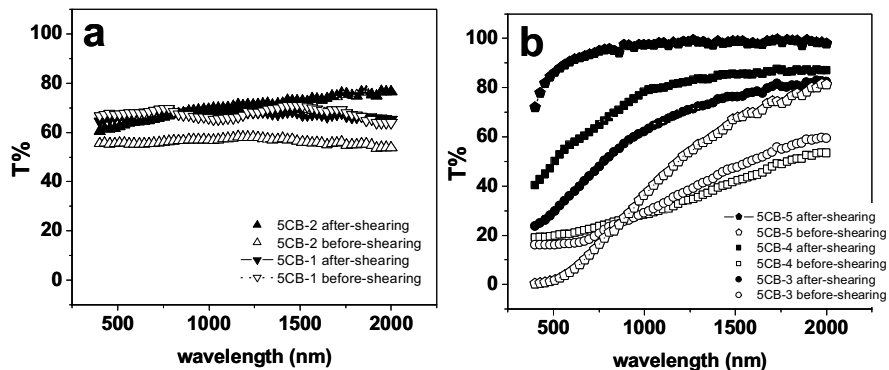 a
100
80
60
40
20
0
T%
5CB-2 after-shearing
5CB-2 before-shearing
5CB-1 after-shearing
5CB-1 before-shearing
500 1000 1500 2000
wavelength (nm)
b
100
80
60
40
20
0
T%
5CB-5 after-shearing
5CB-5 before-shearing
5CB-4 after-shearing
5CB-4 before-shearing
5CB-3 after-shearing
5CB-3 before-shearing
500 1000 1500 2000
wavelength (nm)